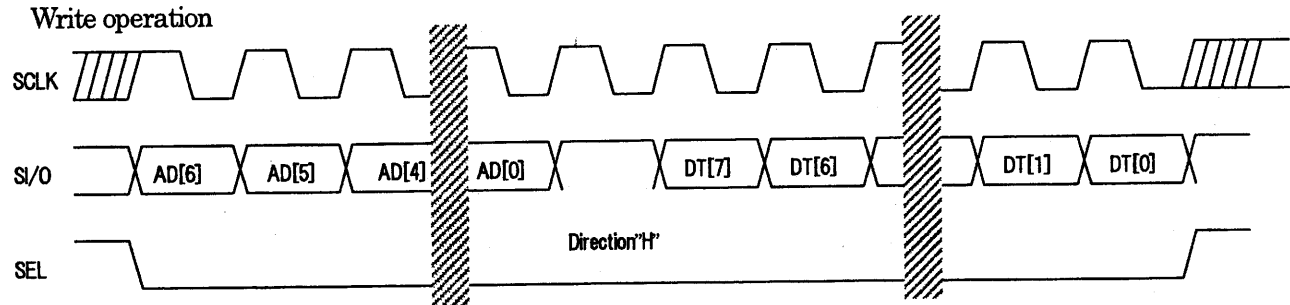 Write operation
SCLK
SI/O AD[6] AD[5] AD[4] AD[0] DT[7] DT[6] DT[1] DT[0]
Direction"H"
SEL